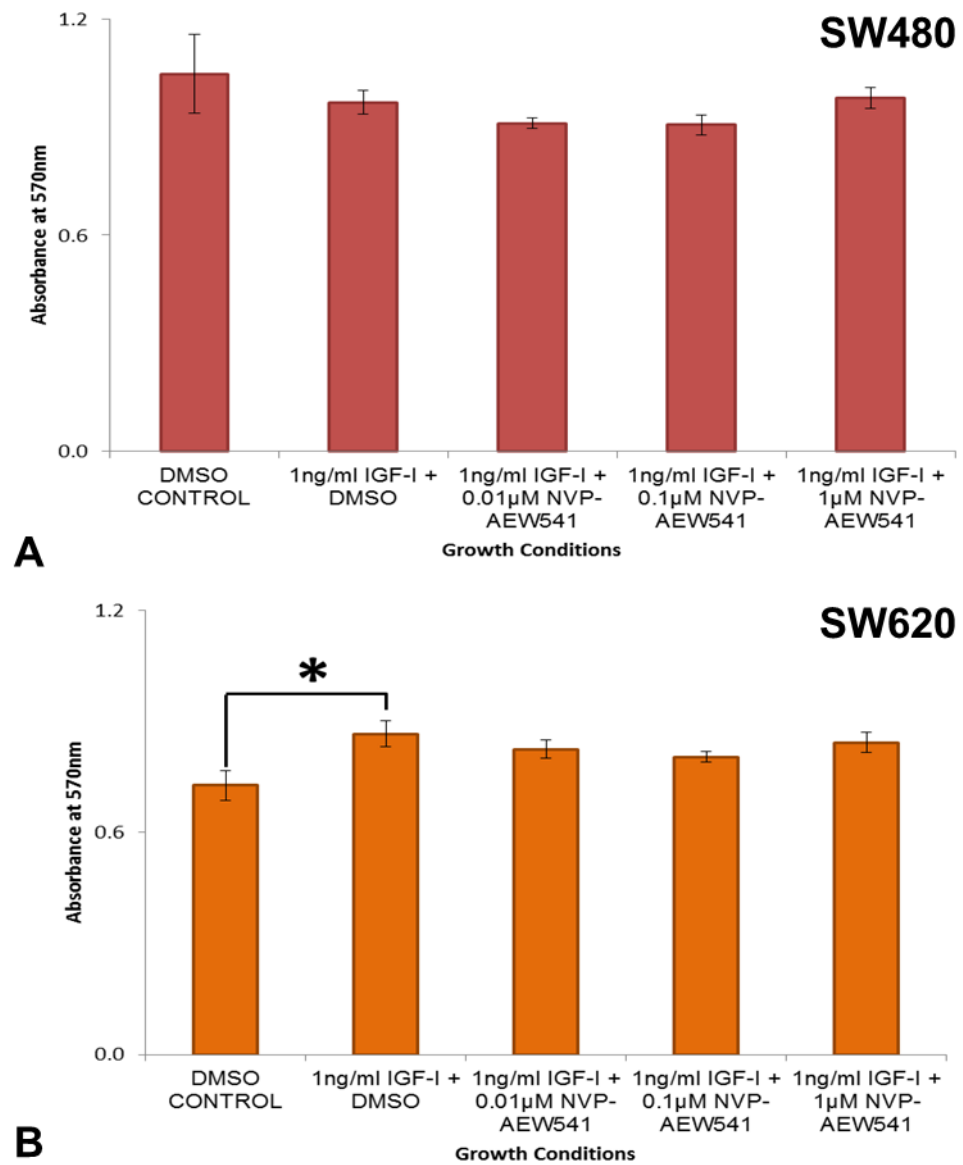 SW480
1.2
0.6
0.0
Absorbance at 570nm
DMSO
CONTROL
1ng/ml IGF-I +
DMSO
1ng/ml IGF-I +
0.01µM NVP-
AEW541
1ng/ml IGF-I +
0.1µM NVP-
AEW541
1ng/ml IGF-I +
1µM NVP-
AEW541
Growth Conditions
A
SW620
1.2
*
0.6
0.0
Absorbance at 570nm
DMSO
CONTROL
1ng/ml IGF-I +
DMSO
1ng/ml IGF-I +
0.01µM NVP-
AEW541
1ng/ml IGF-I +
0.1µM NVP-
AEW541
1ng/ml IGF-I +
1µM NVP-
AEW541
Growth Conditions
B